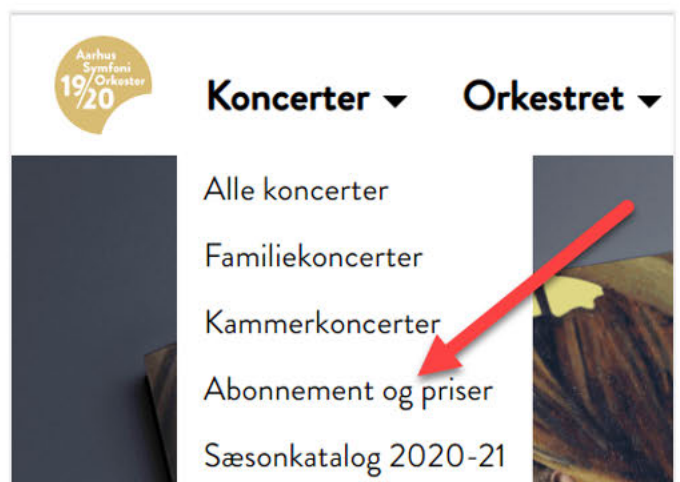 Aarhus
Symfoni
Orkester
19/20
Koncerter
Orkestret
Alle koncerter
Familiekoncerter
Kammerkoncerter
Abonnement og priser
Sæsonkatalog 2020-21